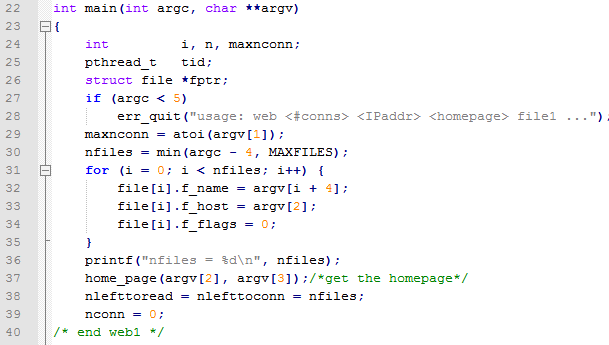 22 int main(int argc, char **argv)
23 {
24     int         i, n, maxnconn;
25     pthread_t   tid;
26     struct file *fptr;
27     if (argc < 5)
28         err_quit("usage: web <#conns> <IPaddr> <homepage> file1 ...");
29     maxnconn = atoi(argv[1]);
30     nfiles = min(argc - 4, MAXFILES);
31     for (i = 0; i < nfiles; i++) {
32         file[i].f_name = argv[i + 4];
33         file[i].f_host = argv[2];
34         file[i].f_flags = 0;
35     }
36     printf("nfiles = %d\n", nfiles);
37     home_page(argv[2], argv[3]);/*get the homepage*/
38     nlefttoread = nlefttoconn = nfiles;
39     nconn = 0;
40 /* end web1 */